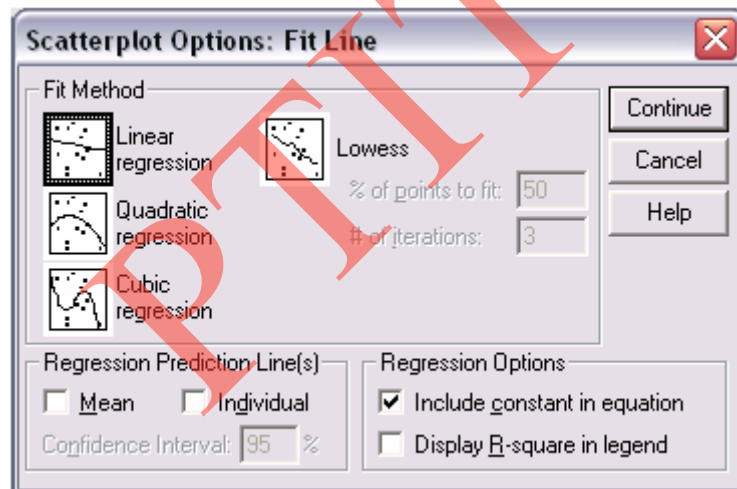 Scatterplot Options: Fit Line
Fit Method
Linear
regression
Lowess
% of points to fit: 50
# of iterations: 3
Quadratic
regression
Cubic
regression
Continue
Cancel
Help
Regression Prediction Line(s)
Mean Individual
Confidence Interval: 95 %
Regression Options
Include constant in equation
Display R-square in legend
PTIT